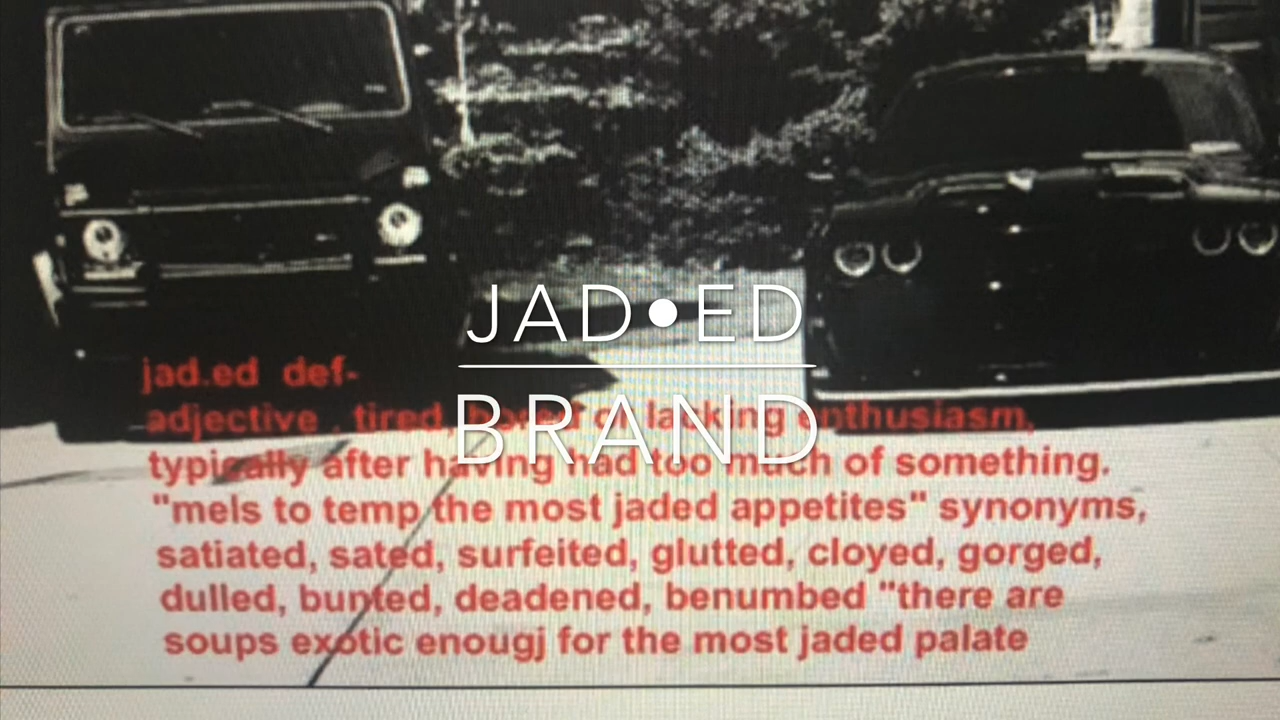 JAD•ED
BRAND
jad.ed def-
adjective . tired, bored or lacking enthusiasm,
typically after having had too much of something.
"mels to temp the most jaded appetites" synonyms,
satiated, sated, surfeited, glutted, cloyed, gorged,
dulled, bunted, deadened, benumbed "there are
soups exotic enougj for the most jaded palate